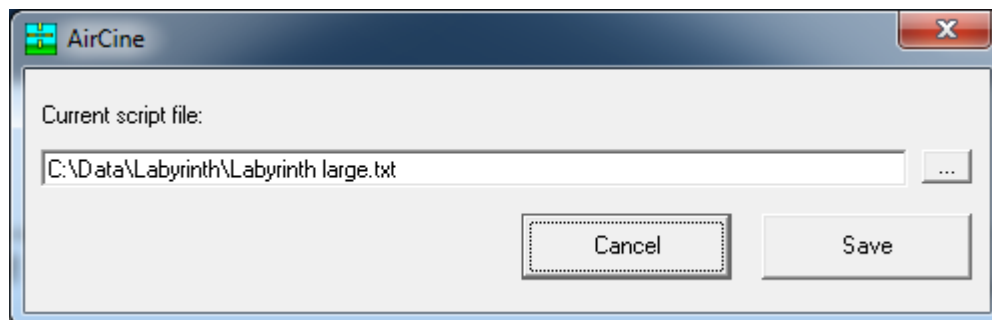 AirCine
Current script file:
C:\Data\Labyrinth\Labyrinth large.txt
...
Cancel
Save